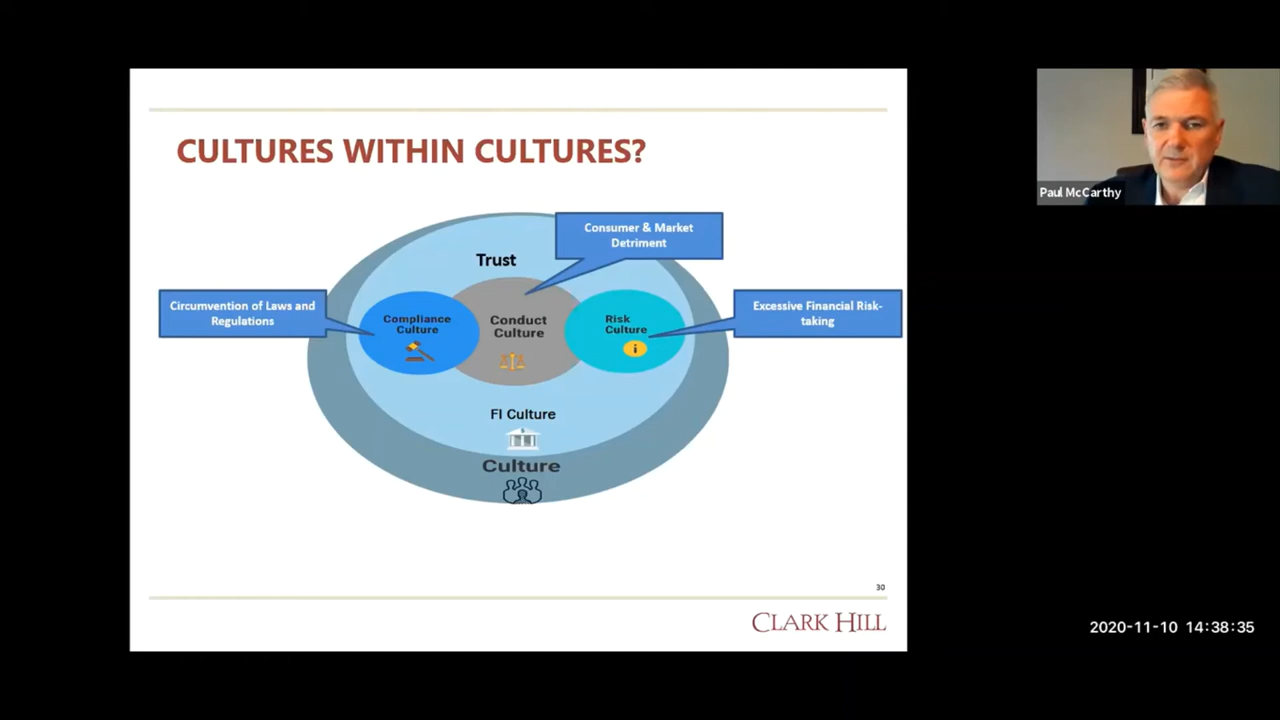 CULTURES WITHIN CULTURES?
Consumer & Market
Detriment
Trust
Circumvention of Laws and
Regulations
Compliance
Culture
Conduct
Culture
Risk
Culture
i
Excessive Financial Risk-
taking
FI Culture
Culture
30
CLARK HILL
Paul McCarthy
2020-11-10 14:38:35